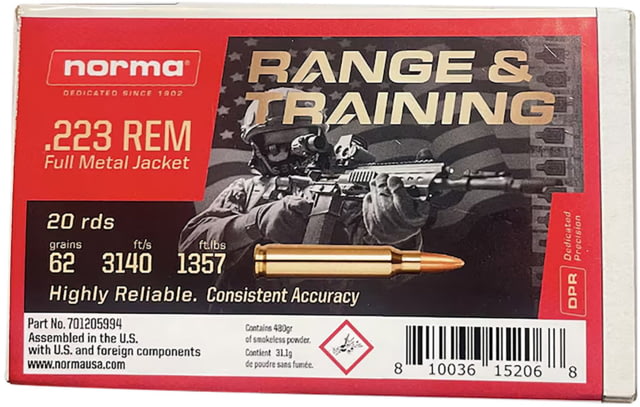 norma
DEDICATED SINCE 1902
RANGE &
TRAINING
.223 REM
Full Metal Jacket
20 rds
grains ft/s ft.lbs
62 3140 1357
Highly Reliable. Consistent Accuracy
DPR Dedicated
Precision
Part No. 701205994
Assembled in the U.S.
with U.S. and foreign components
www.normausa.com
Contains 480gr
of smokeless powder.
Contient 31,1g
de poudre sans fumée.
8 10036 15206 8